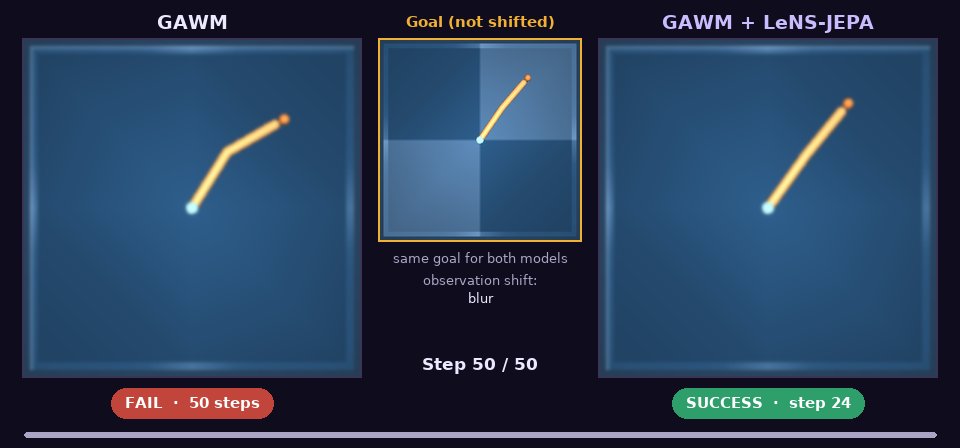 GAWM
Goal (not shifted)
GAWM + LeNS-JEPA
same goal for both models
observation shift:
blur
Step 50 / 50
FAIL · 50 steps
SUCCESS · step 24